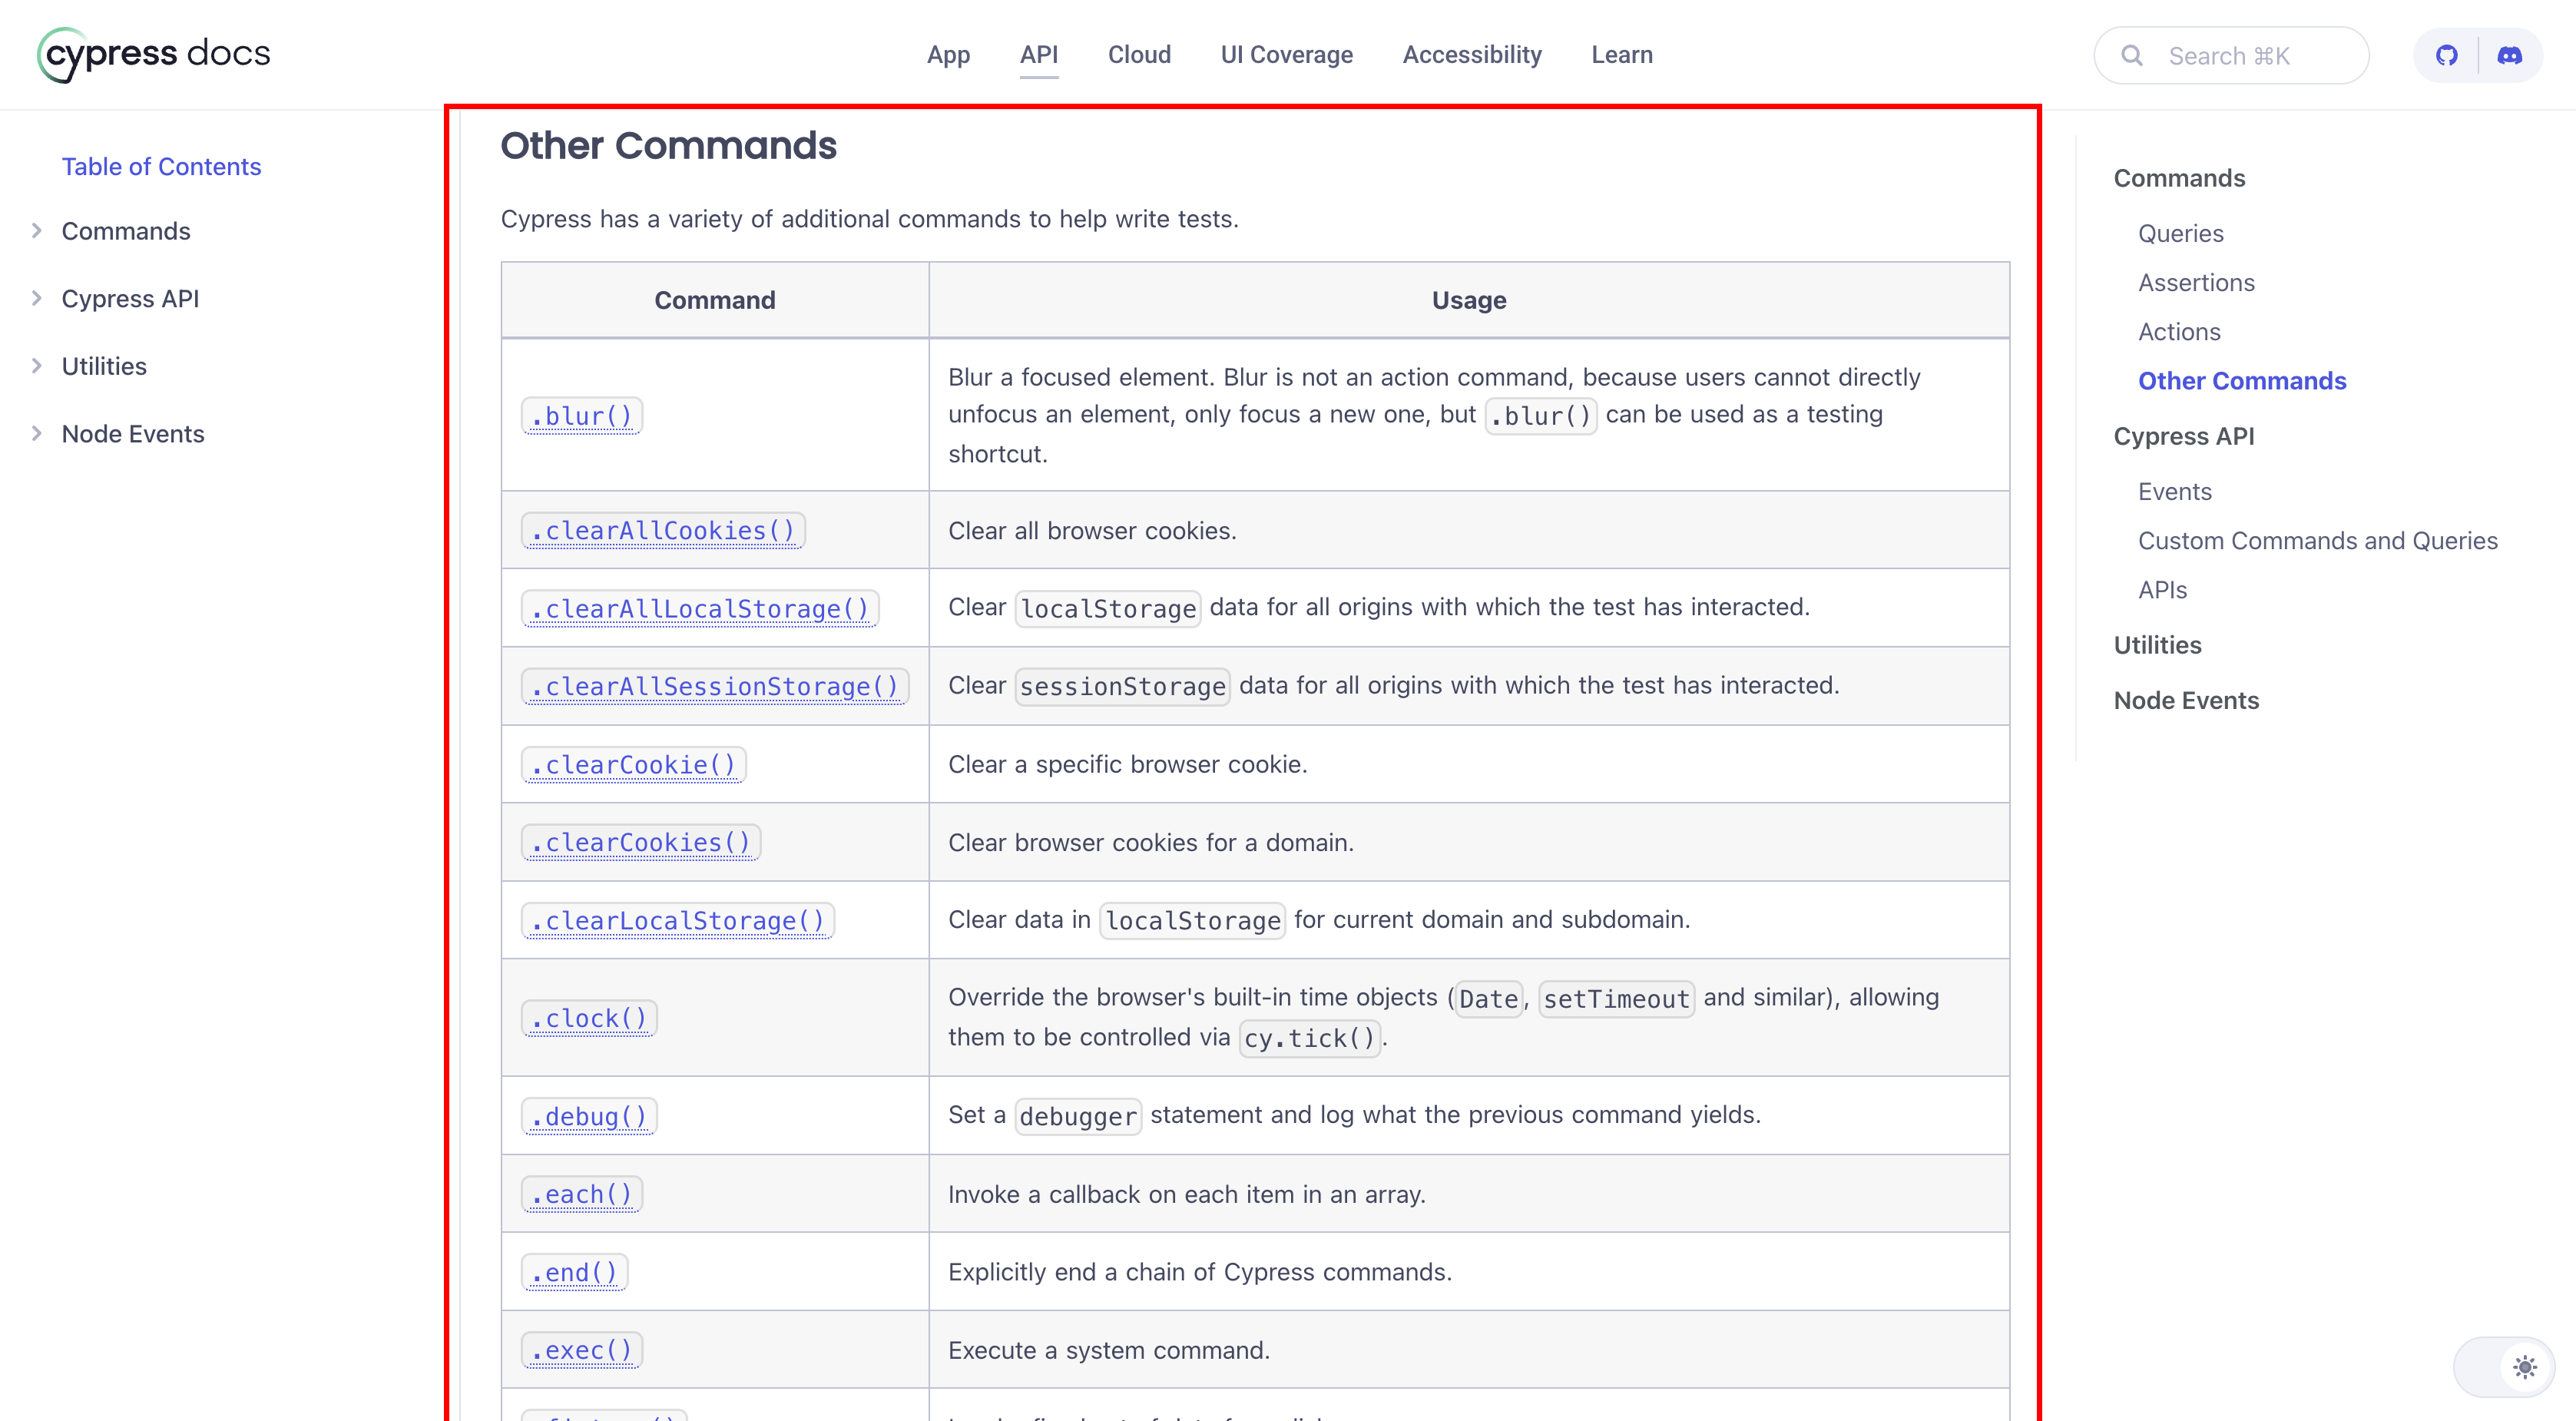 cypress docs
App API Cloud UI Coverage Accessibility Learn
Search ⌘K
Table of Contents
Commands
Cypress API
Utilities
Node Events
Other Commands
Cypress has a variety of additional commands to help write tests.
Command Usage
.blur() Blur a focused element. Blur is not an action command, because users cannot directly
unfocus an element, only focus a new one, but .blur() can be used as a testing
shortcut.
.clearAllCookies() Clear all browser cookies.
.clearAllLocalStorage() Clear localStorage data for all origins with which the test has interacted.
.clearAllSessionStorage() Clear sessionStorage data for all origins with which the test has interacted.
.clearCookie() Clear a specific browser cookie.
.clearCookies() Clear browser cookies for a domain.
.clearLocalStorage() Clear data in localStorage for current domain and subdomain.
.clock() Override the browser's built-in time objects (Date, setTimeout and similar), allowing
them to be controlled via cy.tick().
.debug() Set a debugger statement and log what the previous command yields.
.each() Invoke a callback on each item in an array.
.end() Explicitly end a chain of Cypress commands.
.exec() Execute a system command.
Commands
Queries
Assertions
Actions
Other Commands
Cypress API
Events
Custom Commands and Queries
APIs
Utilities
Node Events